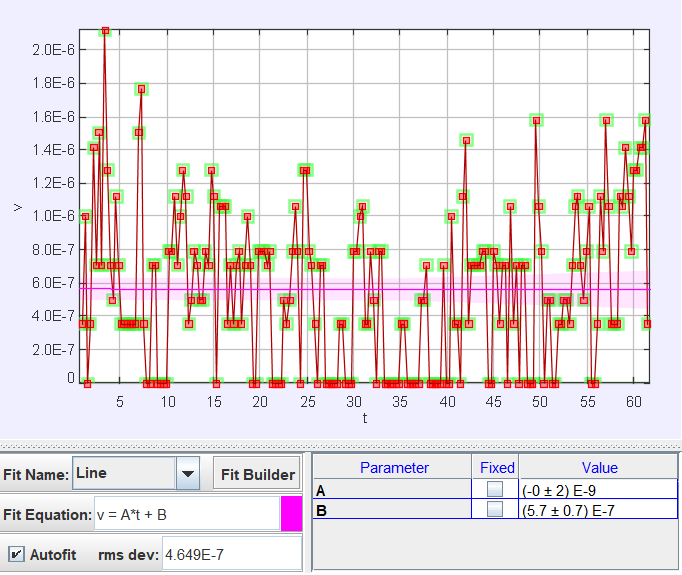 2.0E-6
1.8E-6
1.6E-6
1.4E-6
1.2E-6
1.0E-6
8.0E-7
6.0E-7
4.0E-7
2.0E-7
0
v
5 10 15 20 25 30 35 40 45 50 55 60
t
Fit Name: Line Fit Builder
Fit Equation: v = A*t + B
Autofit rms dev: 4.649E-7
Parameter Fixed Value
A (-0 ± 2) E-9
B (5.7 ± 0.7) E-7